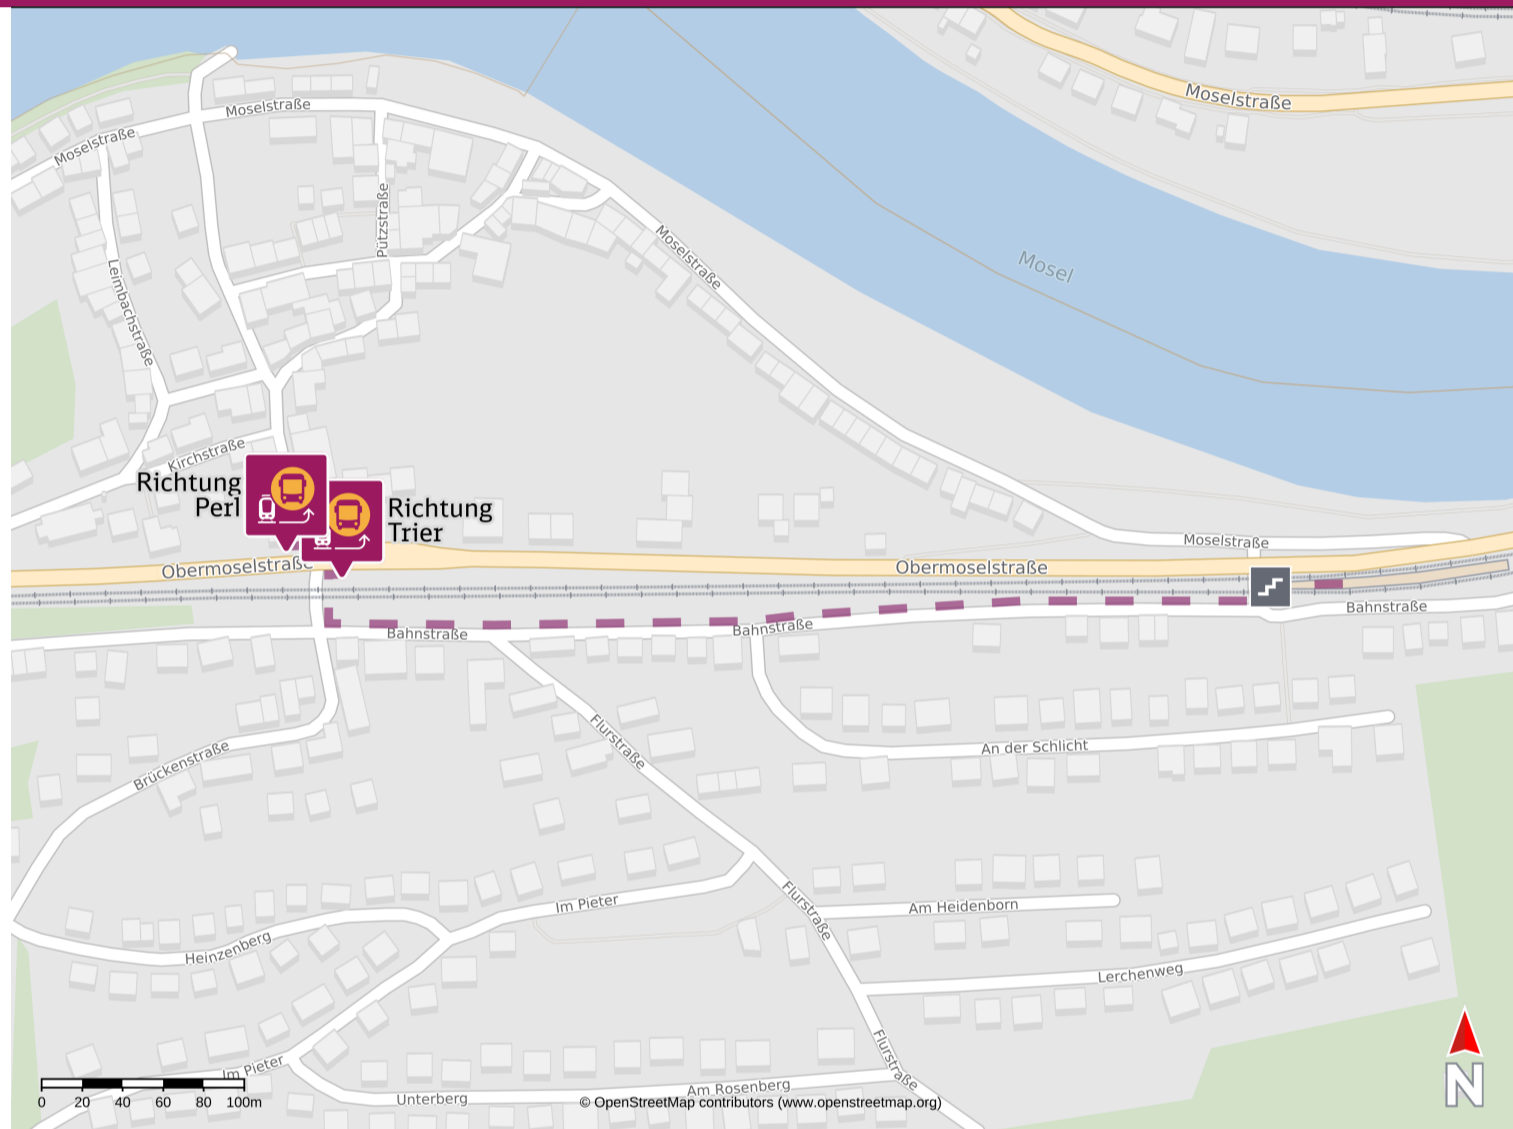 Moselstraße
Moselstraße
Moselstraße
Pützstraße
Moselstraße
Mosel
Leimbachstraße
Kirchstraße
Richtung
Perl
Richtung
Trier
Moselstraße
Obermoselstraße
Obermoselstraße
Bahnstraße
Bahnstraße
Bahnstraße
Flurstraße
An der Schlicht
Brückenstraße
Im Pieter
Flurstraße
Am Heidenborn
Heinzenberg
Lerchenweg
Flurstraße
Im Pieter
Am Rosenberg
Unterberg
0 20 40 60 80 100m
© OpenStreetMap contributors (www.openstreetmap.org)
N